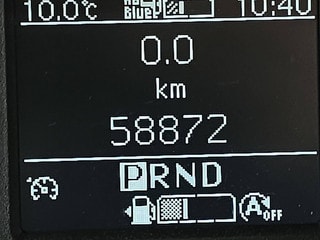 10.0°C 10:40
Blue
0.0
km
58872
PRND
A OFF